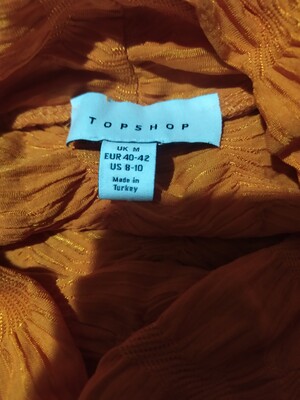 TOPSHOP
UK M
EUR 40-42
US 8-10
Made in
Turkey